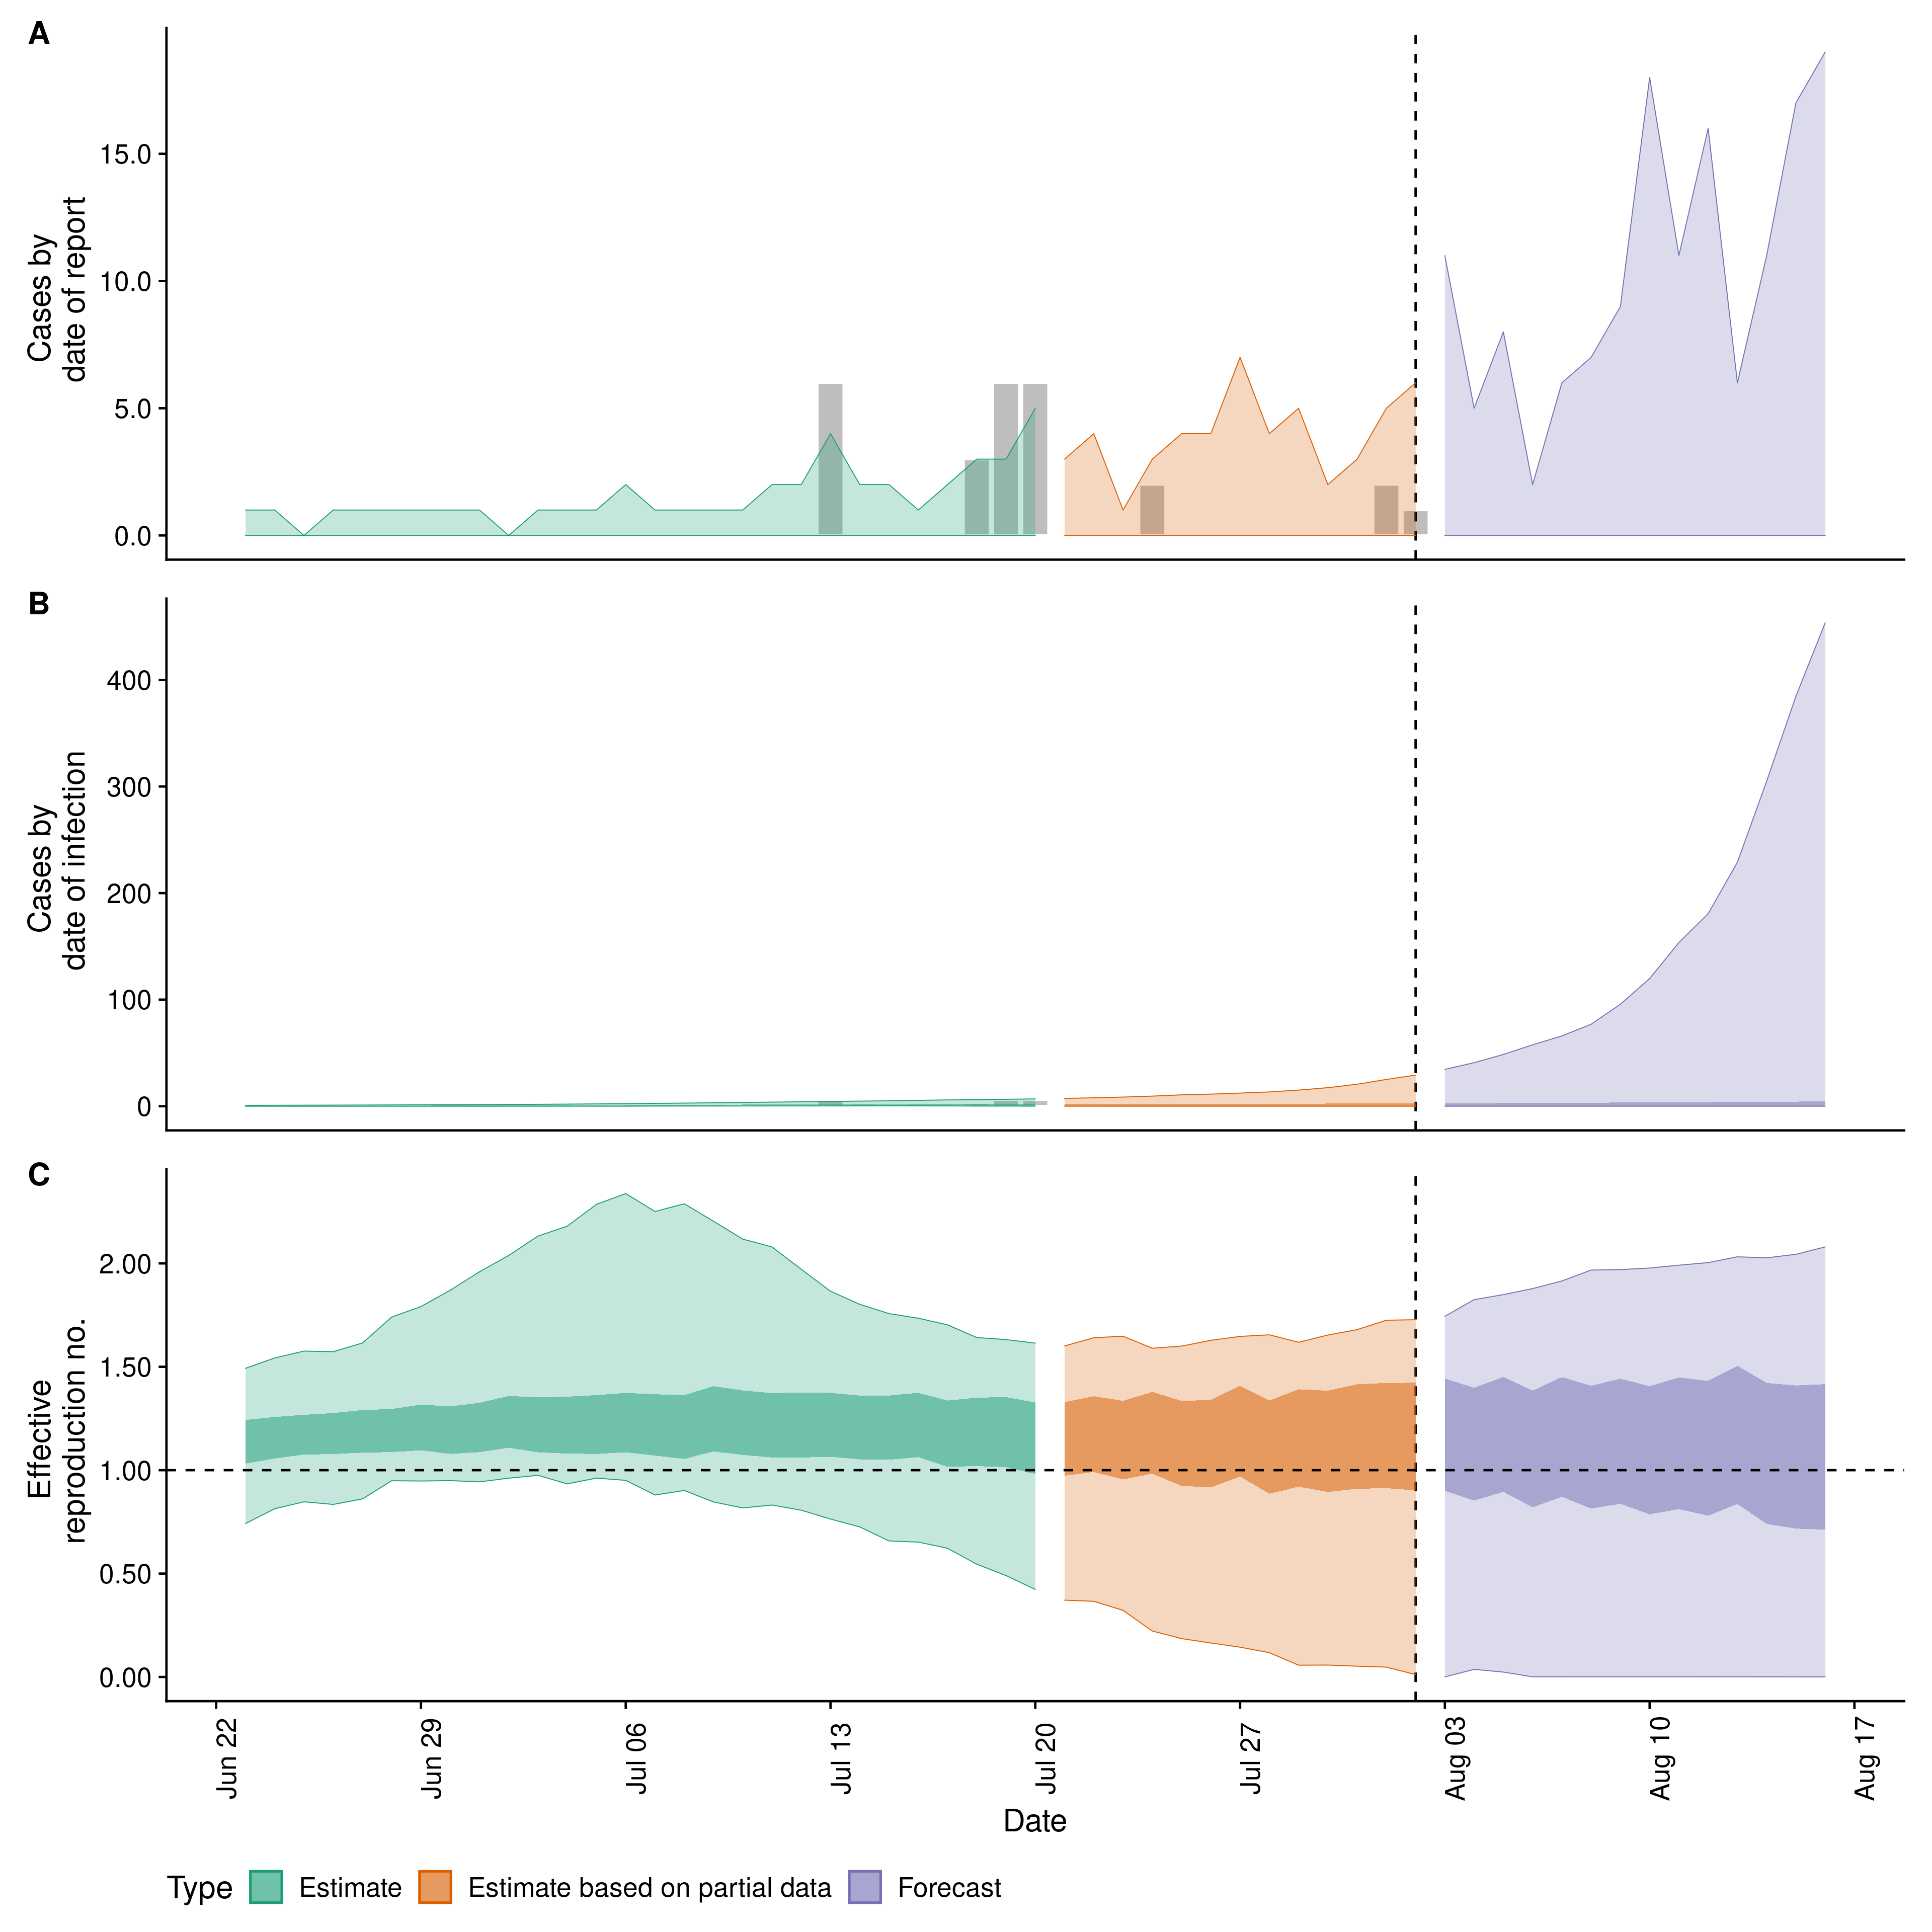 A
Cases by
date of report
15.0
10.0
5.0
0.0
B
Cases by
date of infection
400
300
200
100
0
C
Effective
reproduction no.
2.00
1.50
1.00
0.50
0.00
Jun 22
Jun 29
Jul 06
Jul 13
Jul 20
Jul 27
Aug 03
Aug 10
Aug 17
Date
Type Estimate Estimate based on partial data Forecast